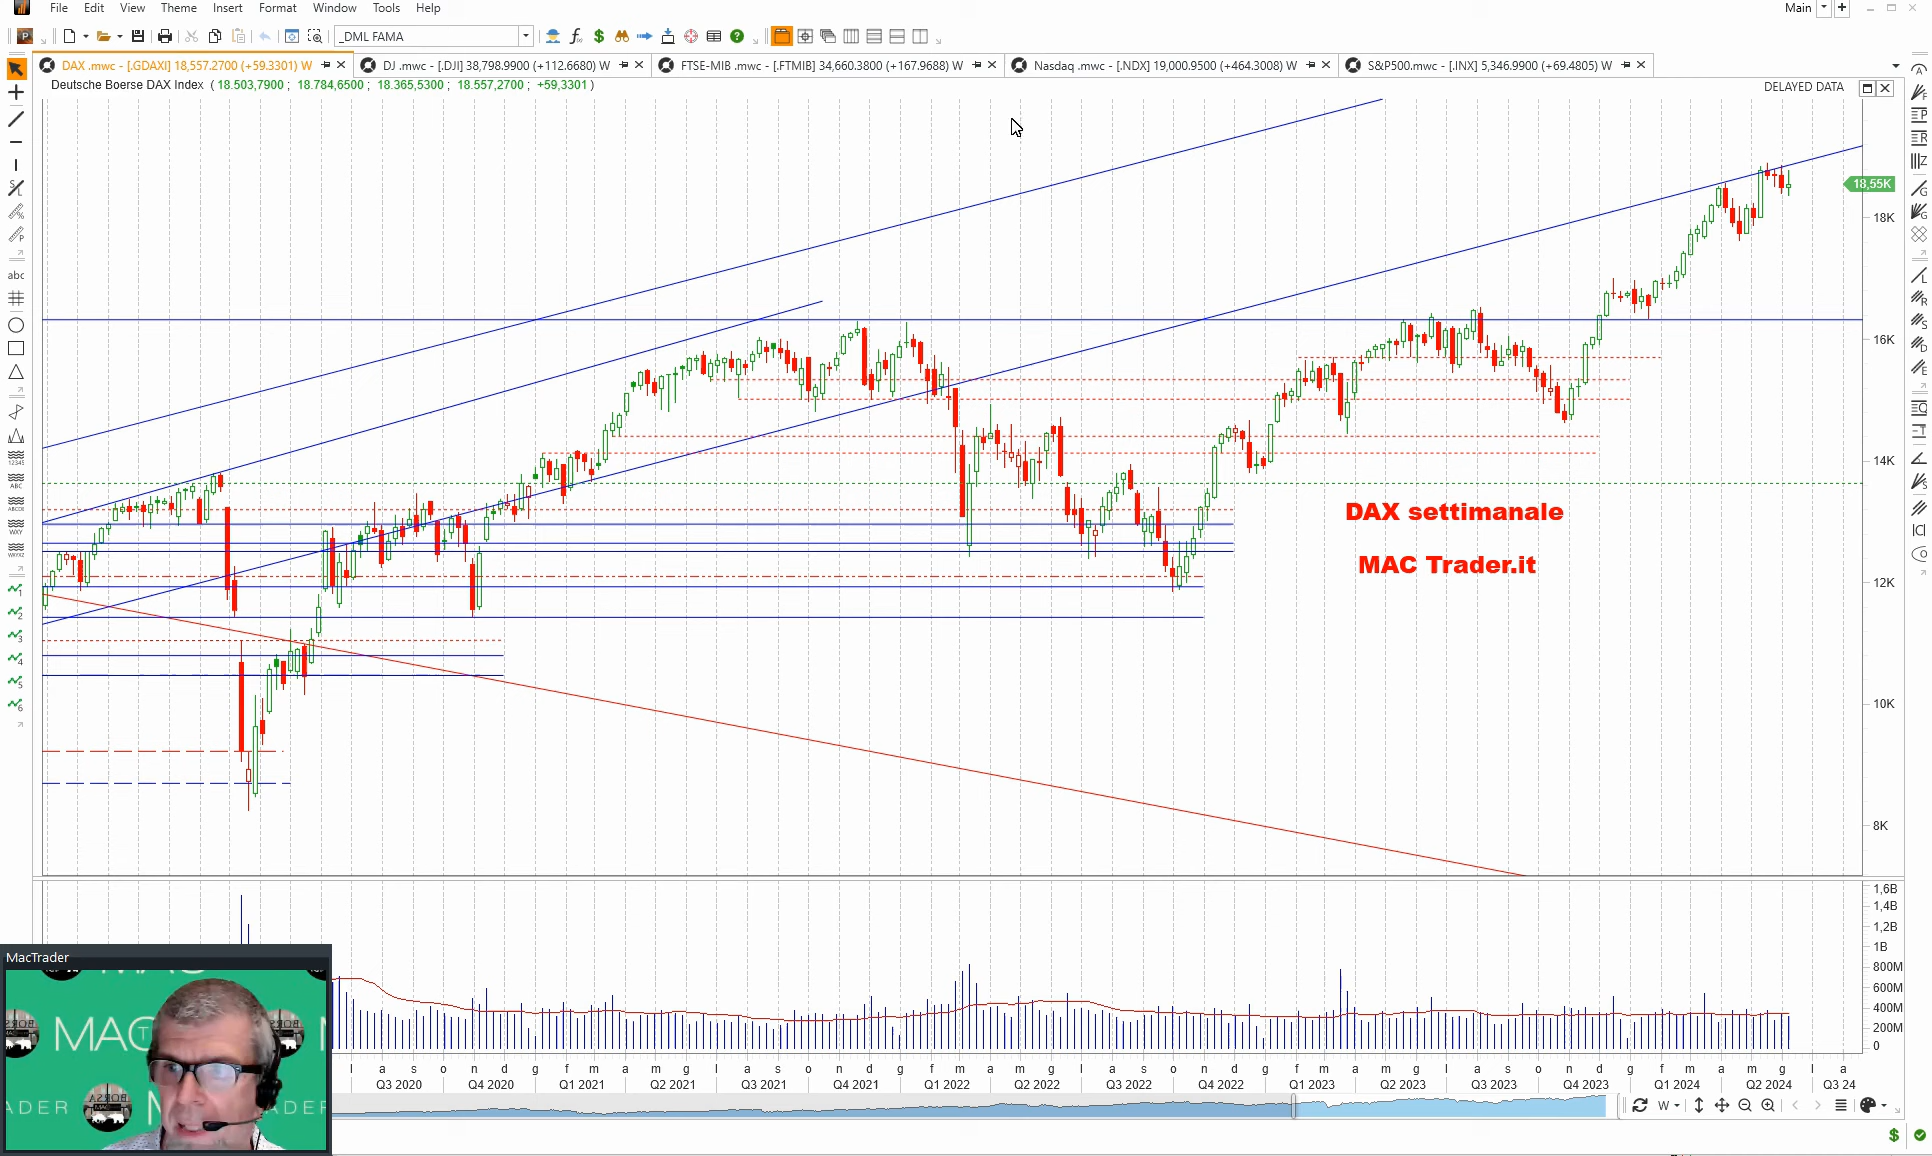 File Edit View Theme Insert Format Window Tools Help
Main
_DML FAMA
DAX .mwc - [.GDAXI] 18,557.2700 (+59.3301) W
DJ .mwc - [.DJI] 38,798.9900 (+112.6680) W
FTSE-MIB .mwc - [.FTMIB] 34,660.3800 (+167.9688) W
Nasdaq .mwc - [.NDX] 19,000.9500 (+464.3008) W
S&P500.mwc - [.INX] 5,346.9900 (+69.4805) W
Deutsche Boerse DAX Index ( 18.503,7900 ; 18.784,6500 ; 18.365,5300 ; 18.557,2700 ; +59,3301 )
DELAYED DATA
18,55K
18K
16K
14K
12K
10K
8K
abc
DAX settimanale
MAC Trader.it
1,6B
1,4B
1,2B
1B
800M
600M
400M
200M
0
MacTrader
l a s o n d g f m a m g l a s o n d g f m a m g l a s o n d g f m a m g l a s o n d g f m a m g l a
Q3 2020 Q4 2020 Q1 2021 Q2 2021 Q3 2021 Q4 2021 Q1 2022 Q2 2022 Q3 2022 Q4 2022 Q1 2023 Q2 2023 Q3 2023 Q4 2023 Q1 2024 Q2 2024 Q3 24
W